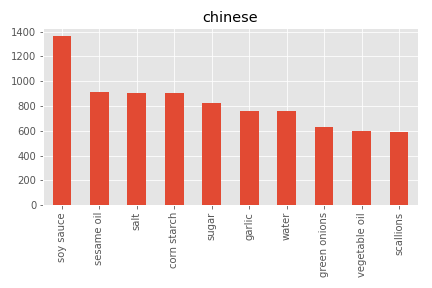 chinese
1400
1200
1000
800
600
400
200
0
soy sauce
sesame oil
salt
corn starch
sugar
garlic
water
green onions
vegetable oil
scallions